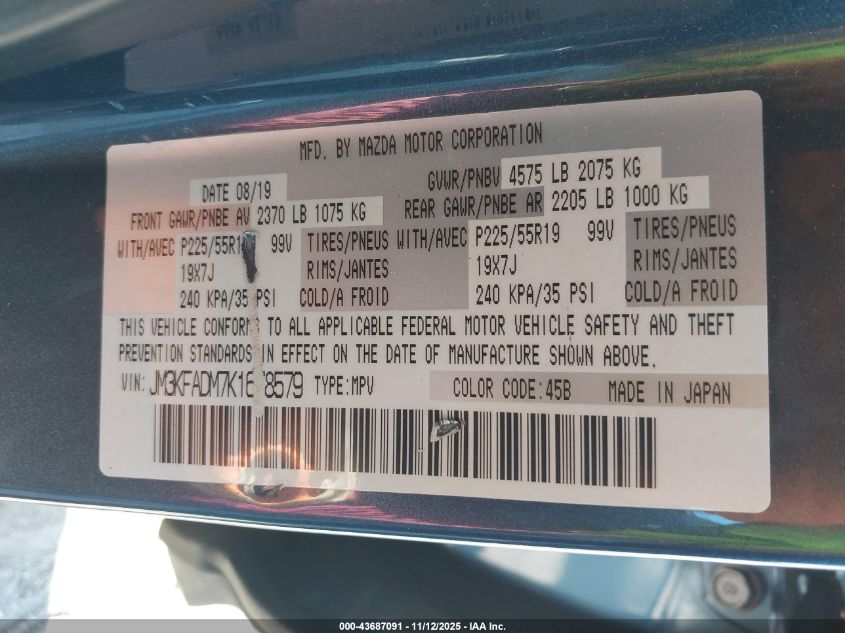 MFD. BY MAZDA MOTOR CORPORATION
DATE 08/19 GVWR/PNBV 4575 LB 2075 KG
FRONT GAWR/PNBE AV 2370 LB 1075 KG REAR GAWR/PNBE AR 2205 LB 1000 KG
WITH/AVEC 99V TIRES/PNEUS WITH/AVEC P225/55R19 99V TIRES/PNEUS
19X7J RIMS/JANTES 19X7J RIMS/JANTES
240 KPA/35 PSI COLD/A FROID 240 KPA/35 PSI COLD/A FROID
THIS VEHICLE CONFORMS TO ALL APPLICABLE FEDERAL MOTOR VEHICLE SAFETY AND THEFT
PREVENTION STANDARDS IN EFFECT ON THE DATE OF MANUFACTURE SHOWN ABOVE.
VIN: TYPE:MPV COLOR CODE:45B MADE IN JAPAN
000-43687091 - 11/12/2025 - IAA Inc.